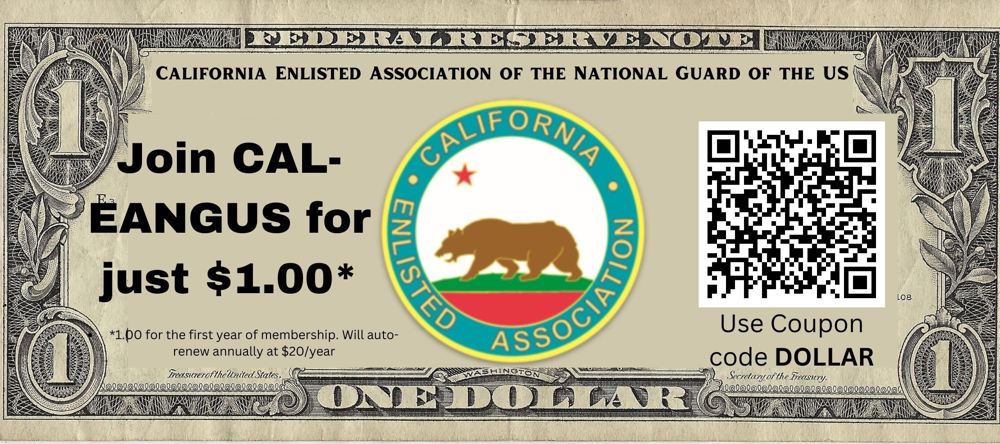 FEDERAL RESERVE NOTE
California Enlisted Association of the National Guard of the US
1
1
Join CAL-
EANGUS for
just $1.00*
*1.00 for the first year of membership. Will auto-
renew annually at $20/year
CALIFORNIA
ENLISTED ASSOCIATION
E3
108
Use Coupon
code DOLLAR
Treasurer of the United States.
WASHINGTON
Secretary of the Treasury.
1
ONE DOLLAR
1